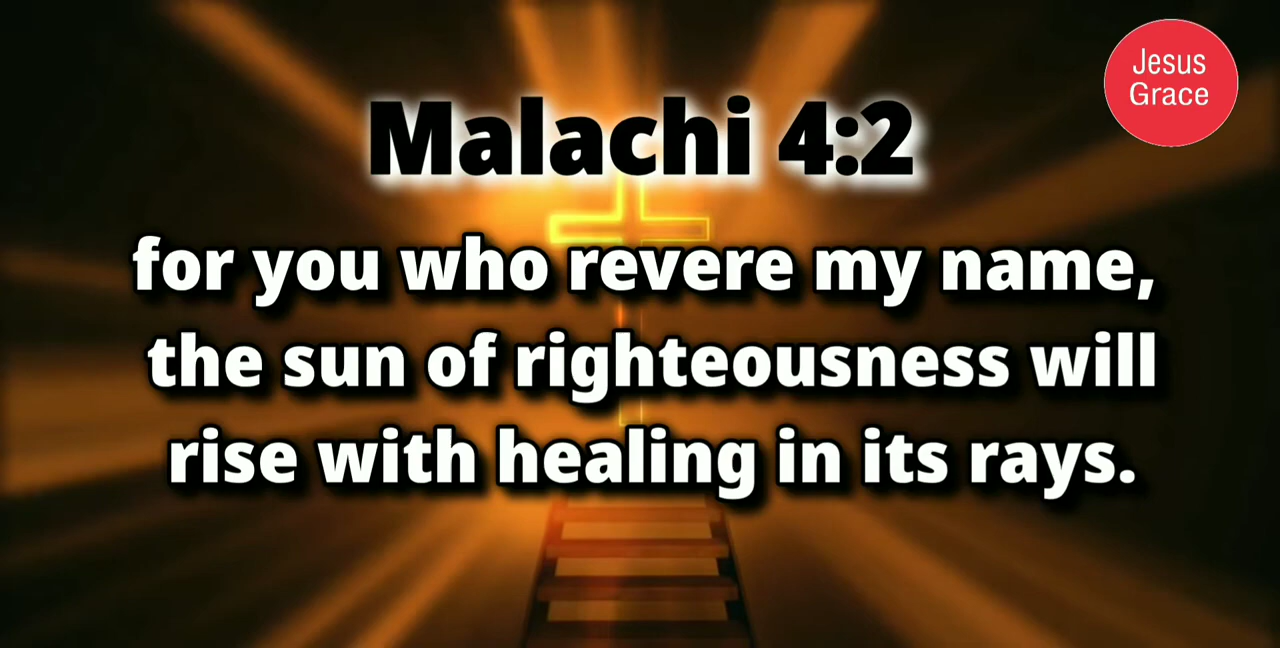 Jesus
Grace
Malachi 4:2
for you who revere my name,
the sun of righteousness will
rise with healing in its rays.